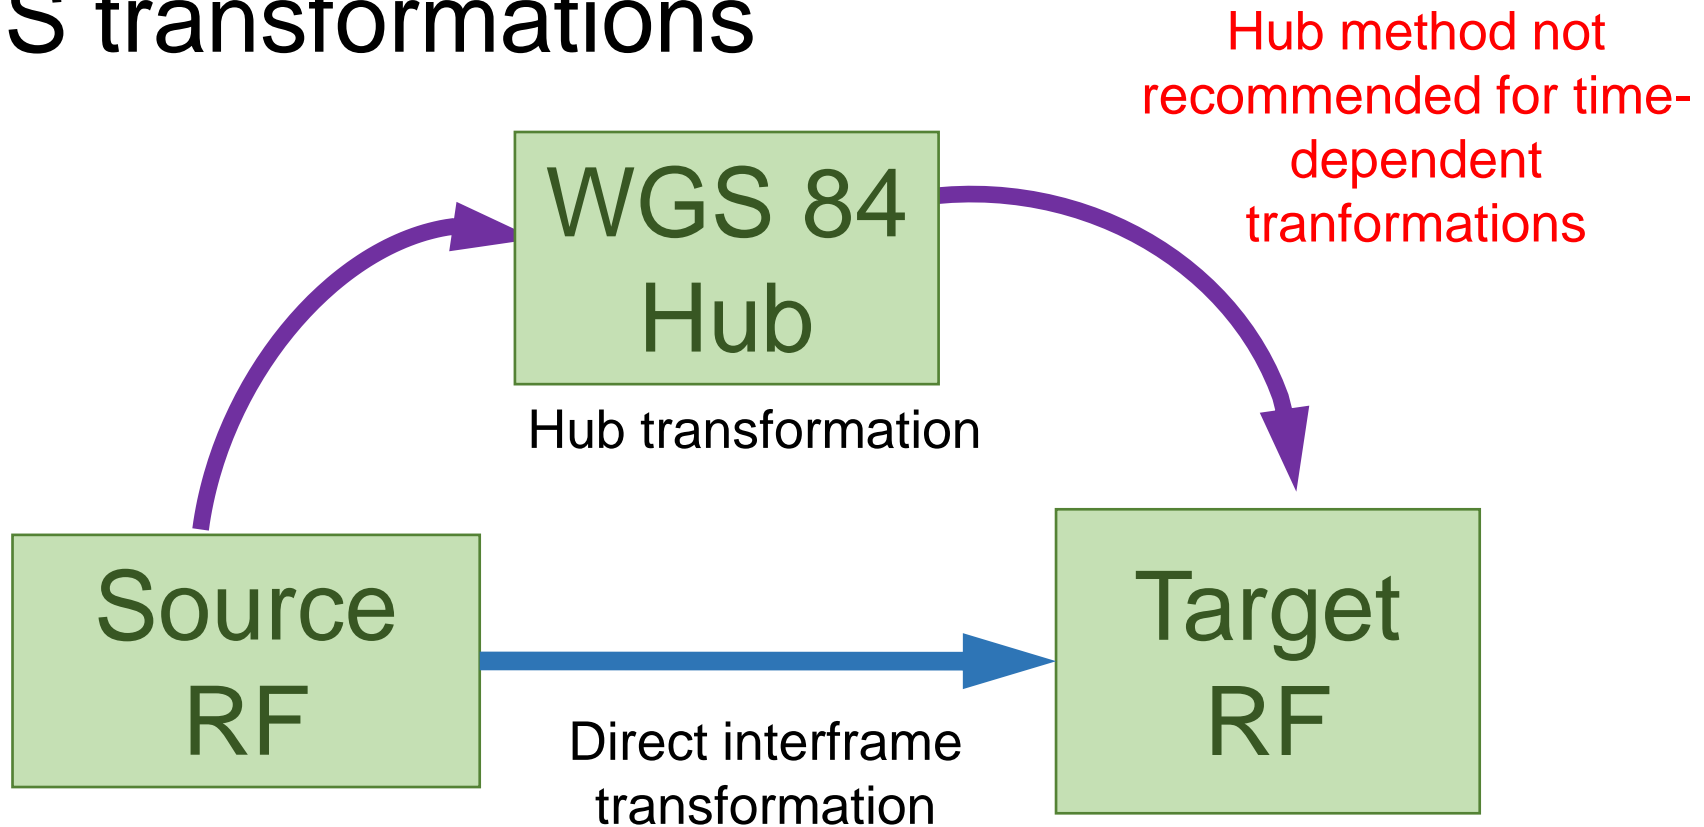 S transformations
Hub method not
recommended for time-
dependent
tranformations
WGS 84
Hub
Hub transformation
Source
RF
Target
RF
Direct interframe
transformation